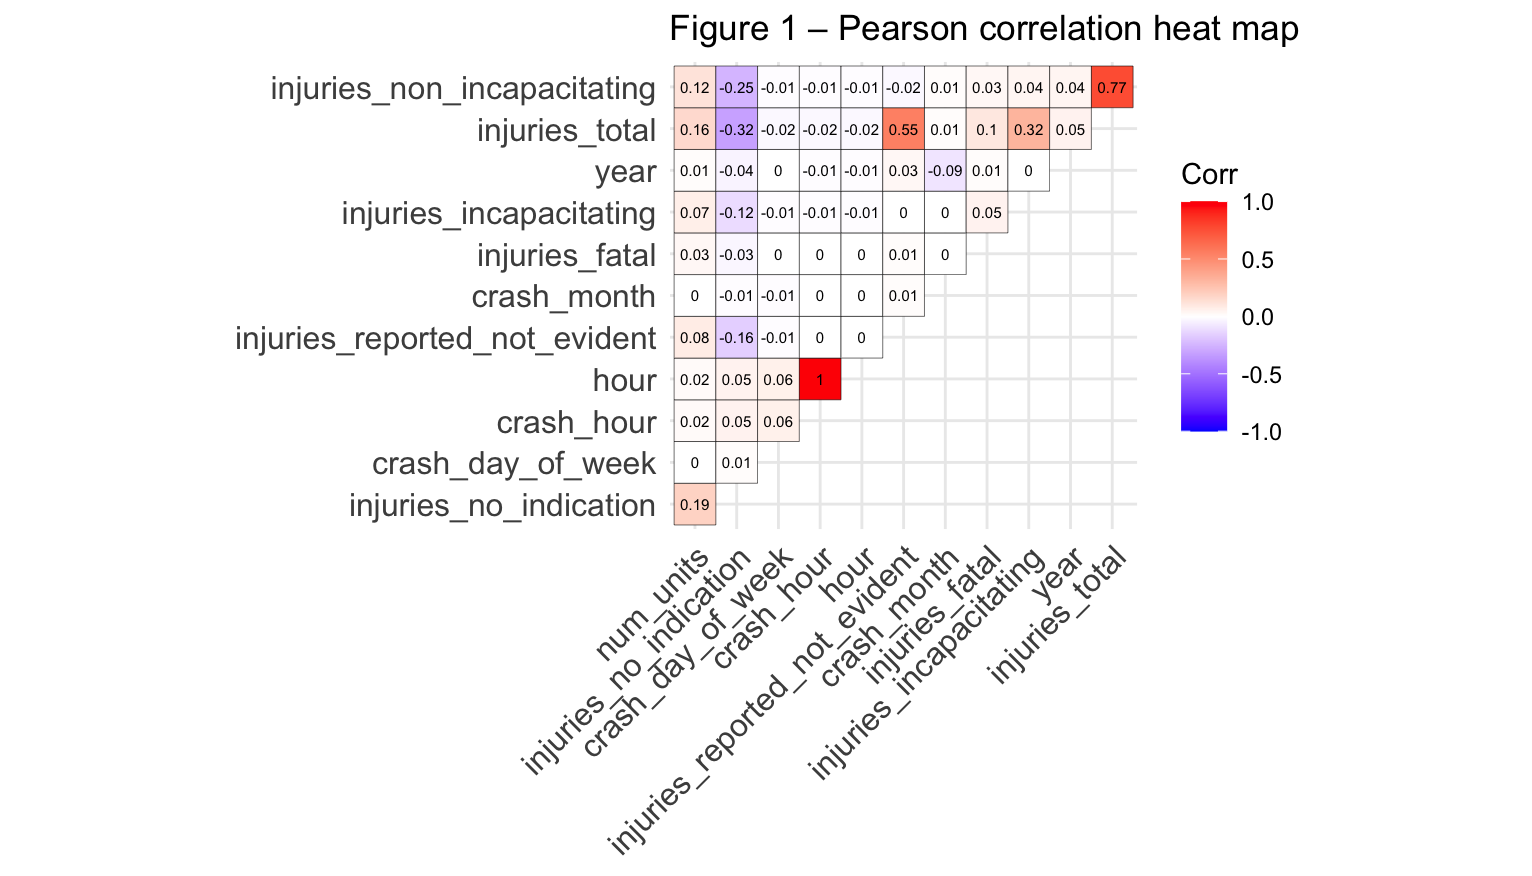 Figure 1 – Pearson correlation heat map
injuries_non_incapacitating 0.12 -0.25 -0.01 -0.01 -0.01 -0.02 0.01 0.03 0.04 0.04 0.77
injuries_total 0.16 -0.32 -0.02 -0.02 -0.02 0.55 0.01 0.1 0.32 0.05
year 0.01 -0.04 0 -0.01 -0.01 0.03 -0.09 0.01 0
injuries_incapacitating 0.07 -0.12 -0.01 -0.01 -0.01 0 0 0.05
injuries_fatal 0.03 -0.03 0 0 0 0.01 0
crash_month 0 -0.01 -0.01 0 0 0.01
injuries_reported_not_evident 0.08 -0.16 -0.01 0 0
hour 0.02 0.05 0.06 1
crash_hour 0.02 0.05 0.06
crash_day_of_week 0 0.01
injuries_no_indication 0.19
num_units
injuries_no_indication
crash_day_of_week
crash_hour
hour
injuries_reported_not_evident
crash_month
injuries_fatal
injuries_incapacitating
year
injuries_total
Corr
1.0
0.5
0.0
-0.5
-1.0